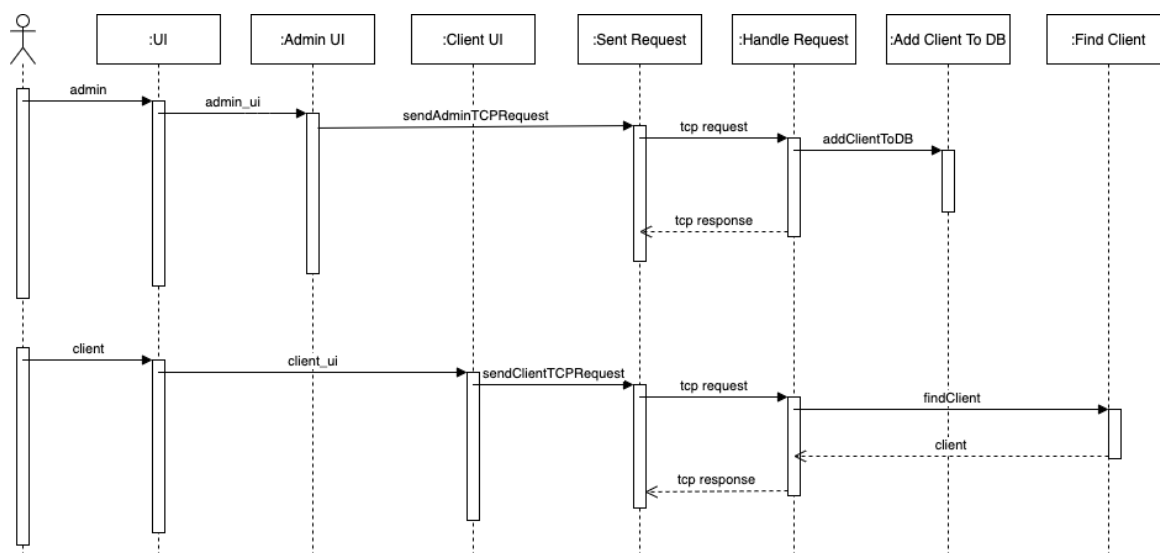 :UI
:Admin UI
:Client UI
:Sent Request
:Handle Request
:Add Client To DB
:Find Client
admin
admin_ui
sendAdminTCPRequest
tcp request
addClientToDB
tcp response
client
client_ui
sendClientTCPRequest
tcp request
findClient
client
tcp response